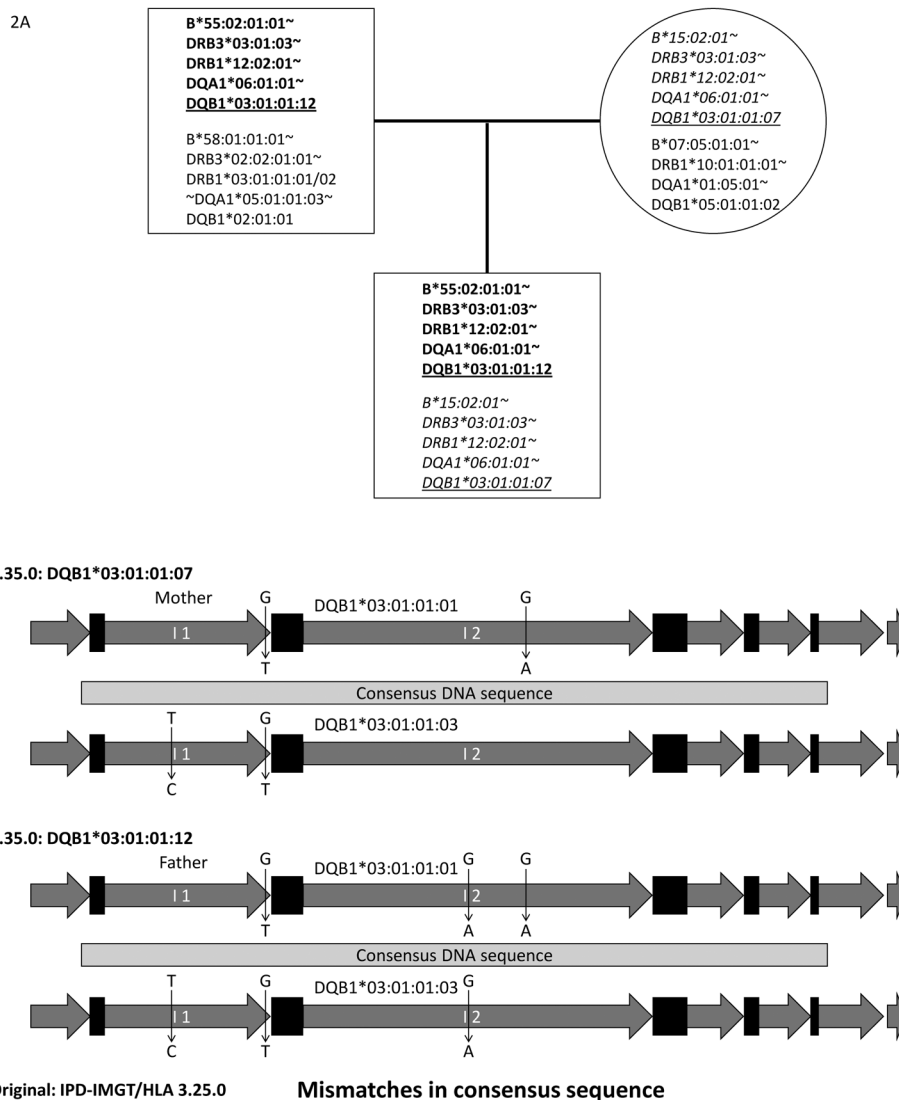 2A
B*55:02:01:01~
DRB3*03:01:03~
DRB1*12:02:01~
DQA1*06:01:01~
DQB1*03:01:01:12
B*58:01:01:01~
DRB3*02:02:01:01~
DRB1*03:01:01:01/02
~DQA1*05:01:01:03~
DQB1*02:01:01
B*15:02:01~
DRB3*03:01:03~
DRB1*12:02:01~
DQA1*06:01:01~
DQB1*03:01:01:07
B*07:05:01:01~
DRB1*10:01:01:01~
DQA1*01:05:01~
DQB1*05:01:01:02
B*55:02:01:01~
DRB3*03:01:03~
DRB1*12:02:01~
DQA1*06:01:01~
DQB1*03:01:01:12
B*15:02:01~
DRB3*03:01:03~
DRB1*12:02:01~
DQA1*06:01:01~
DQB1*03:01:01:07
.35.0: DQB1*03:01:01:07
Mother G DQB1*03:01:01:01 G
I 1 I 2
T A
Consensus DNA sequence
T G DQB1*03:01:01:03
I 1 I 2
C T
.35.0: DQB1*03:01:01:12
Father G DQB1*03:01:01:01 G G
I 1 I 2
T A A
Consensus DNA sequence
T G DQB1*03:01:01:03 G
I 1 I 2
C T A
Original: IPD-IMGT/HLA 3.25.0 Mismatches in consensus sequence